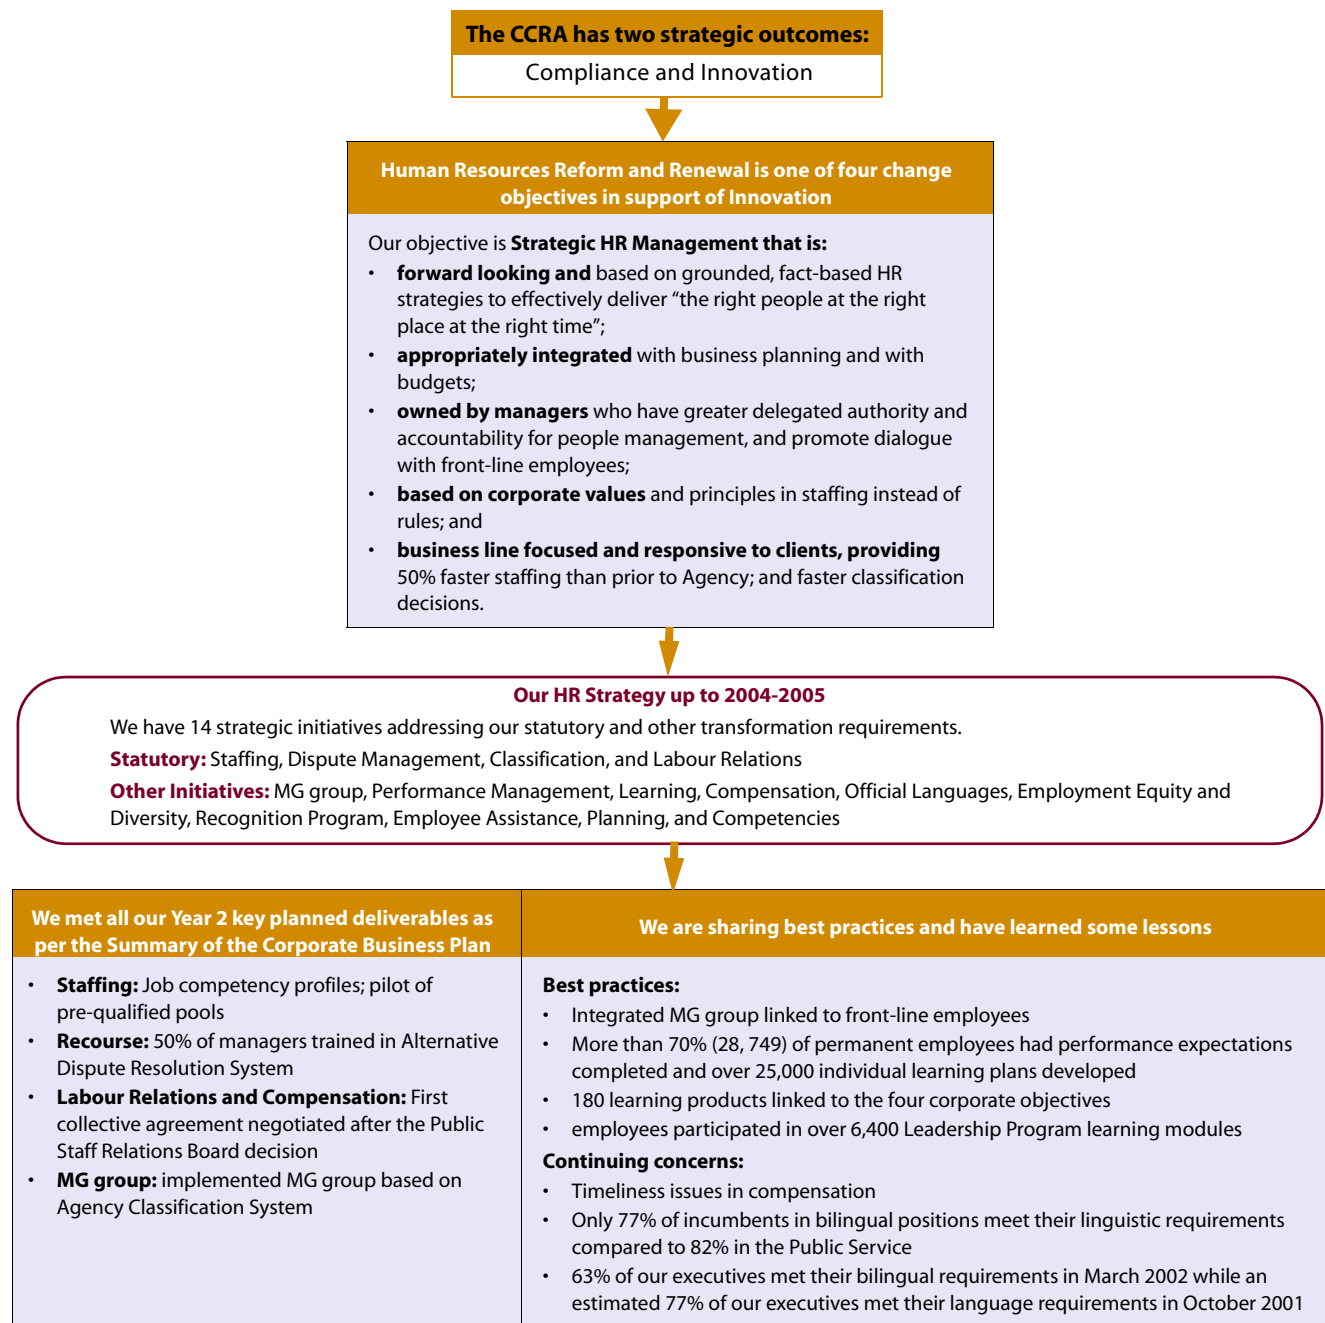 The CCRA has two strategic outcomes:
Compliance and Innovation
Human Resources Reform and Renewal is one of four change
objectives in support of Innovation
Our objective is Strategic HR Management that is:
• forward looking and based on grounded, fact-based HR
strategies to effectively deliver “the right people at the right
place at the right time”;
• appropriately integrated with business planning and with
budgets;
• owned by managers who have greater delegated authority and
accountability for people management, and promote dialogue
with front-line employees;
• based on corporate values and principles in staffing instead of
rules; and
• business line focused and responsive to clients, providing
50% faster staffing than prior to Agency; and faster classification
decisions.
Our HR Strategy up to 2004-2005
We have 14 strategic initiatives addressing our statutory and other transformation requirements.
Statutory: Staffing, Dispute Management, Classification, and Labour Relations
Other Initiatives: MG group, Performance Management, Learning, Compensation, Official Languages, Employment Equity and
Diversity, Recognition Program, Employee Assistance, Planning, and Competencies
We met all our Year 2 key planned deliverables as
per the Summary of the Corporate Business Plan
• Staffing: Job competency profiles; pilot of
pre-qualified pools
• Recourse: 50% of managers trained in Alternative
Dispute Resolution System
• Labour Relations and Compensation: First
collective agreement negotiated after the Public
Staff Relations Board decision
• MG group: implemented MG group based on
Agency Classification System
We are sharing best practices and have learned some lessons
Best practices:
• Integrated MG group linked to front-line employees
• More than 70% (28, 749) of permanent employees had performance expectations
completed and over 25,000 individual learning plans developed
• 180 learning products linked to the four corporate objectives
• employees participated in over 6,400 Leadership Program learning modules
Continuing concerns:
• Timeliness issues in compensation
• Only 77% of incumbents in bilingual positions meet their linguistic requirements
compared to 82% in the Public Service
• 63% of our executives met their bilingual requirements in March 2002 while an
estimated 77% of our executives met their language requirements in October 2001